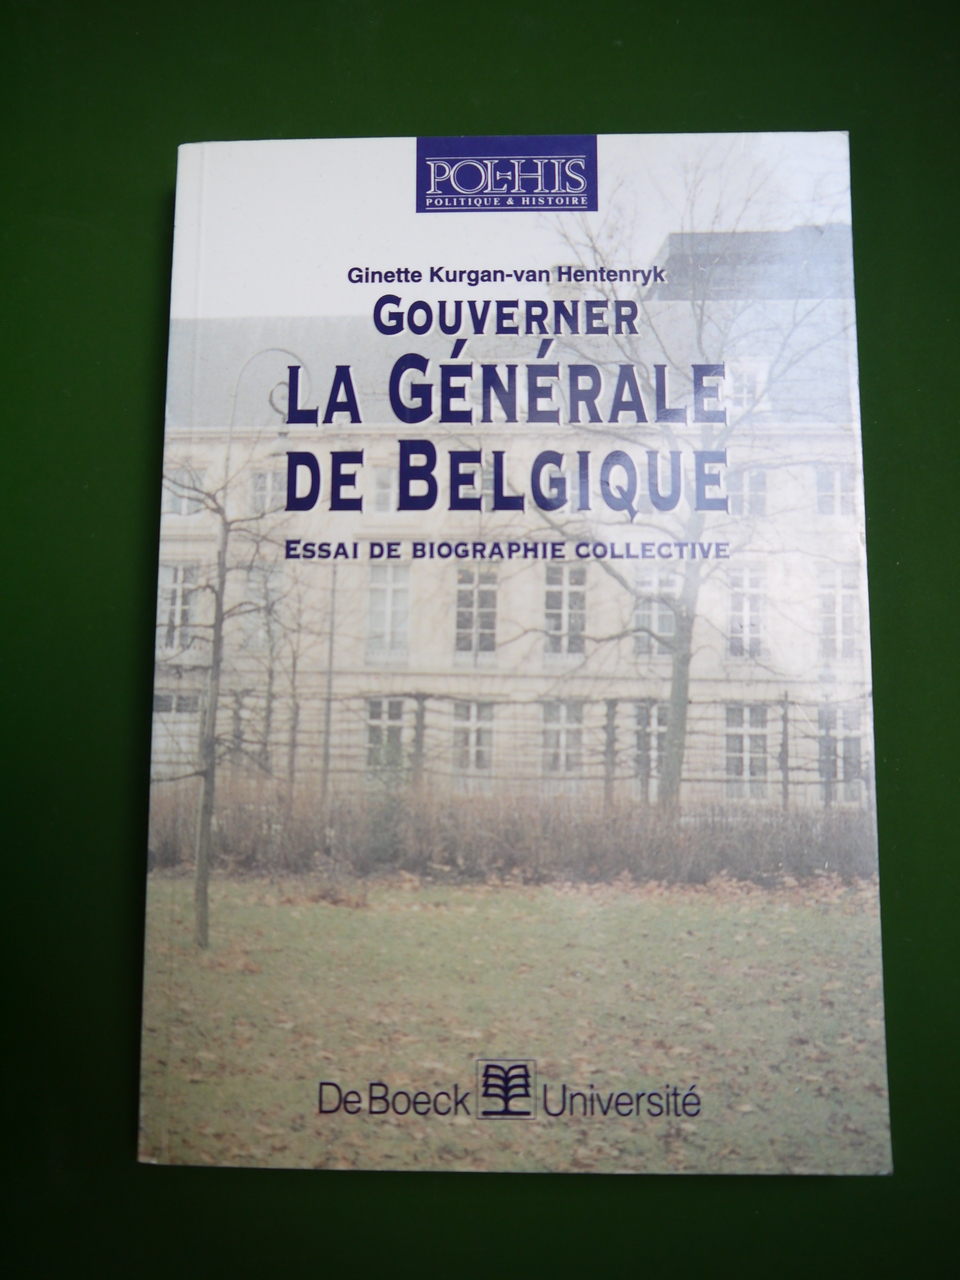 POL-HIS
POLITIQUE & HISTOIRE
Ginette Kurgan-van Hentenryk
GOUVERNER
LA GÉNÉRALE
DE BELGIQUE
ESSAI DE BIOGRAPHIE COLLECTIVE
De Boeck Université